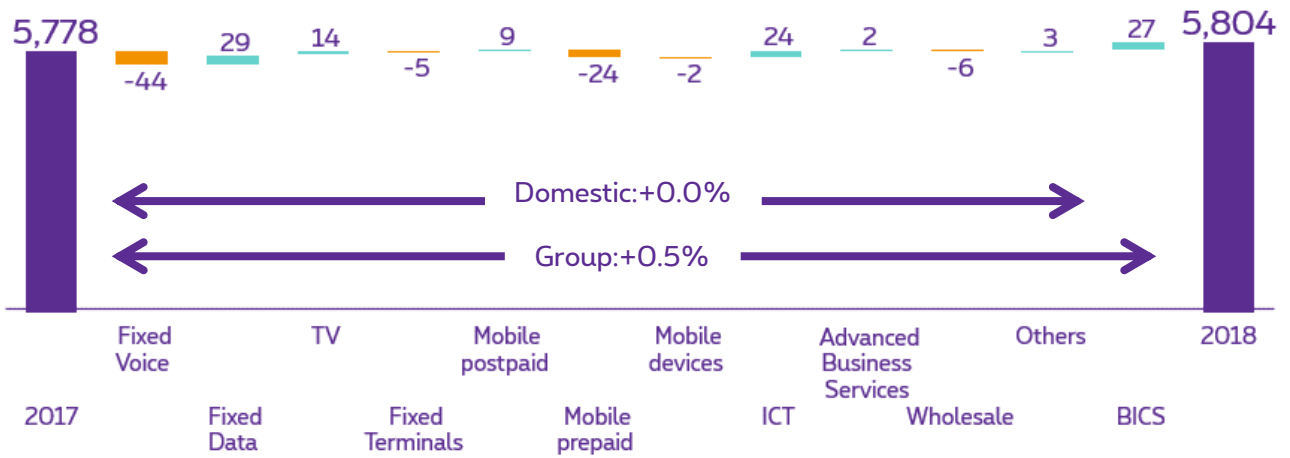 5,778
-44
29
14
-5
9
-24
-2
24
2
-6
3
27
5,804
Domestic:+0.0%
Group:+0.5%
Fixed
Voice
TV
Mobile
postpaid
Mobile
devices
Advanced
Business
Services
Others
2018
2017
Fixed
Data
Fixed
Terminals
Mobile
prepaid
ICT
Wholesale
BICS